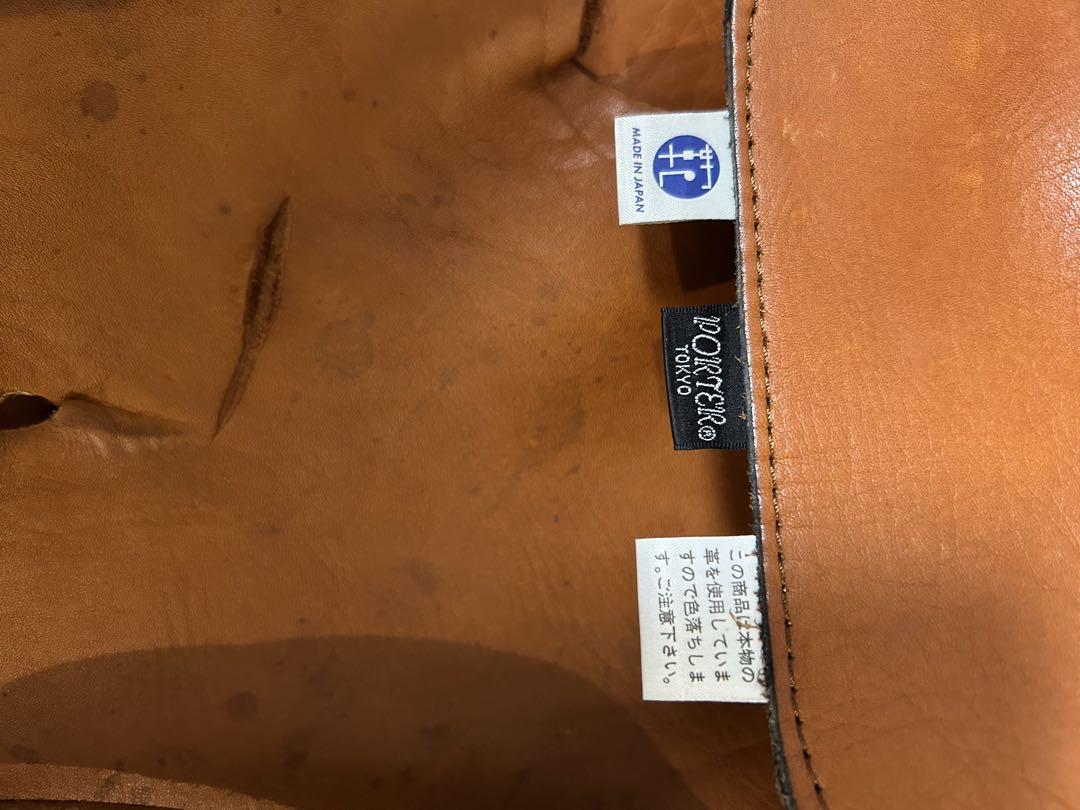 MADE IN JAPAN
PORTER®
TOKYO
この商品は本物の
革を使用していま
すので色落ちしま
す。ご注意下さい。